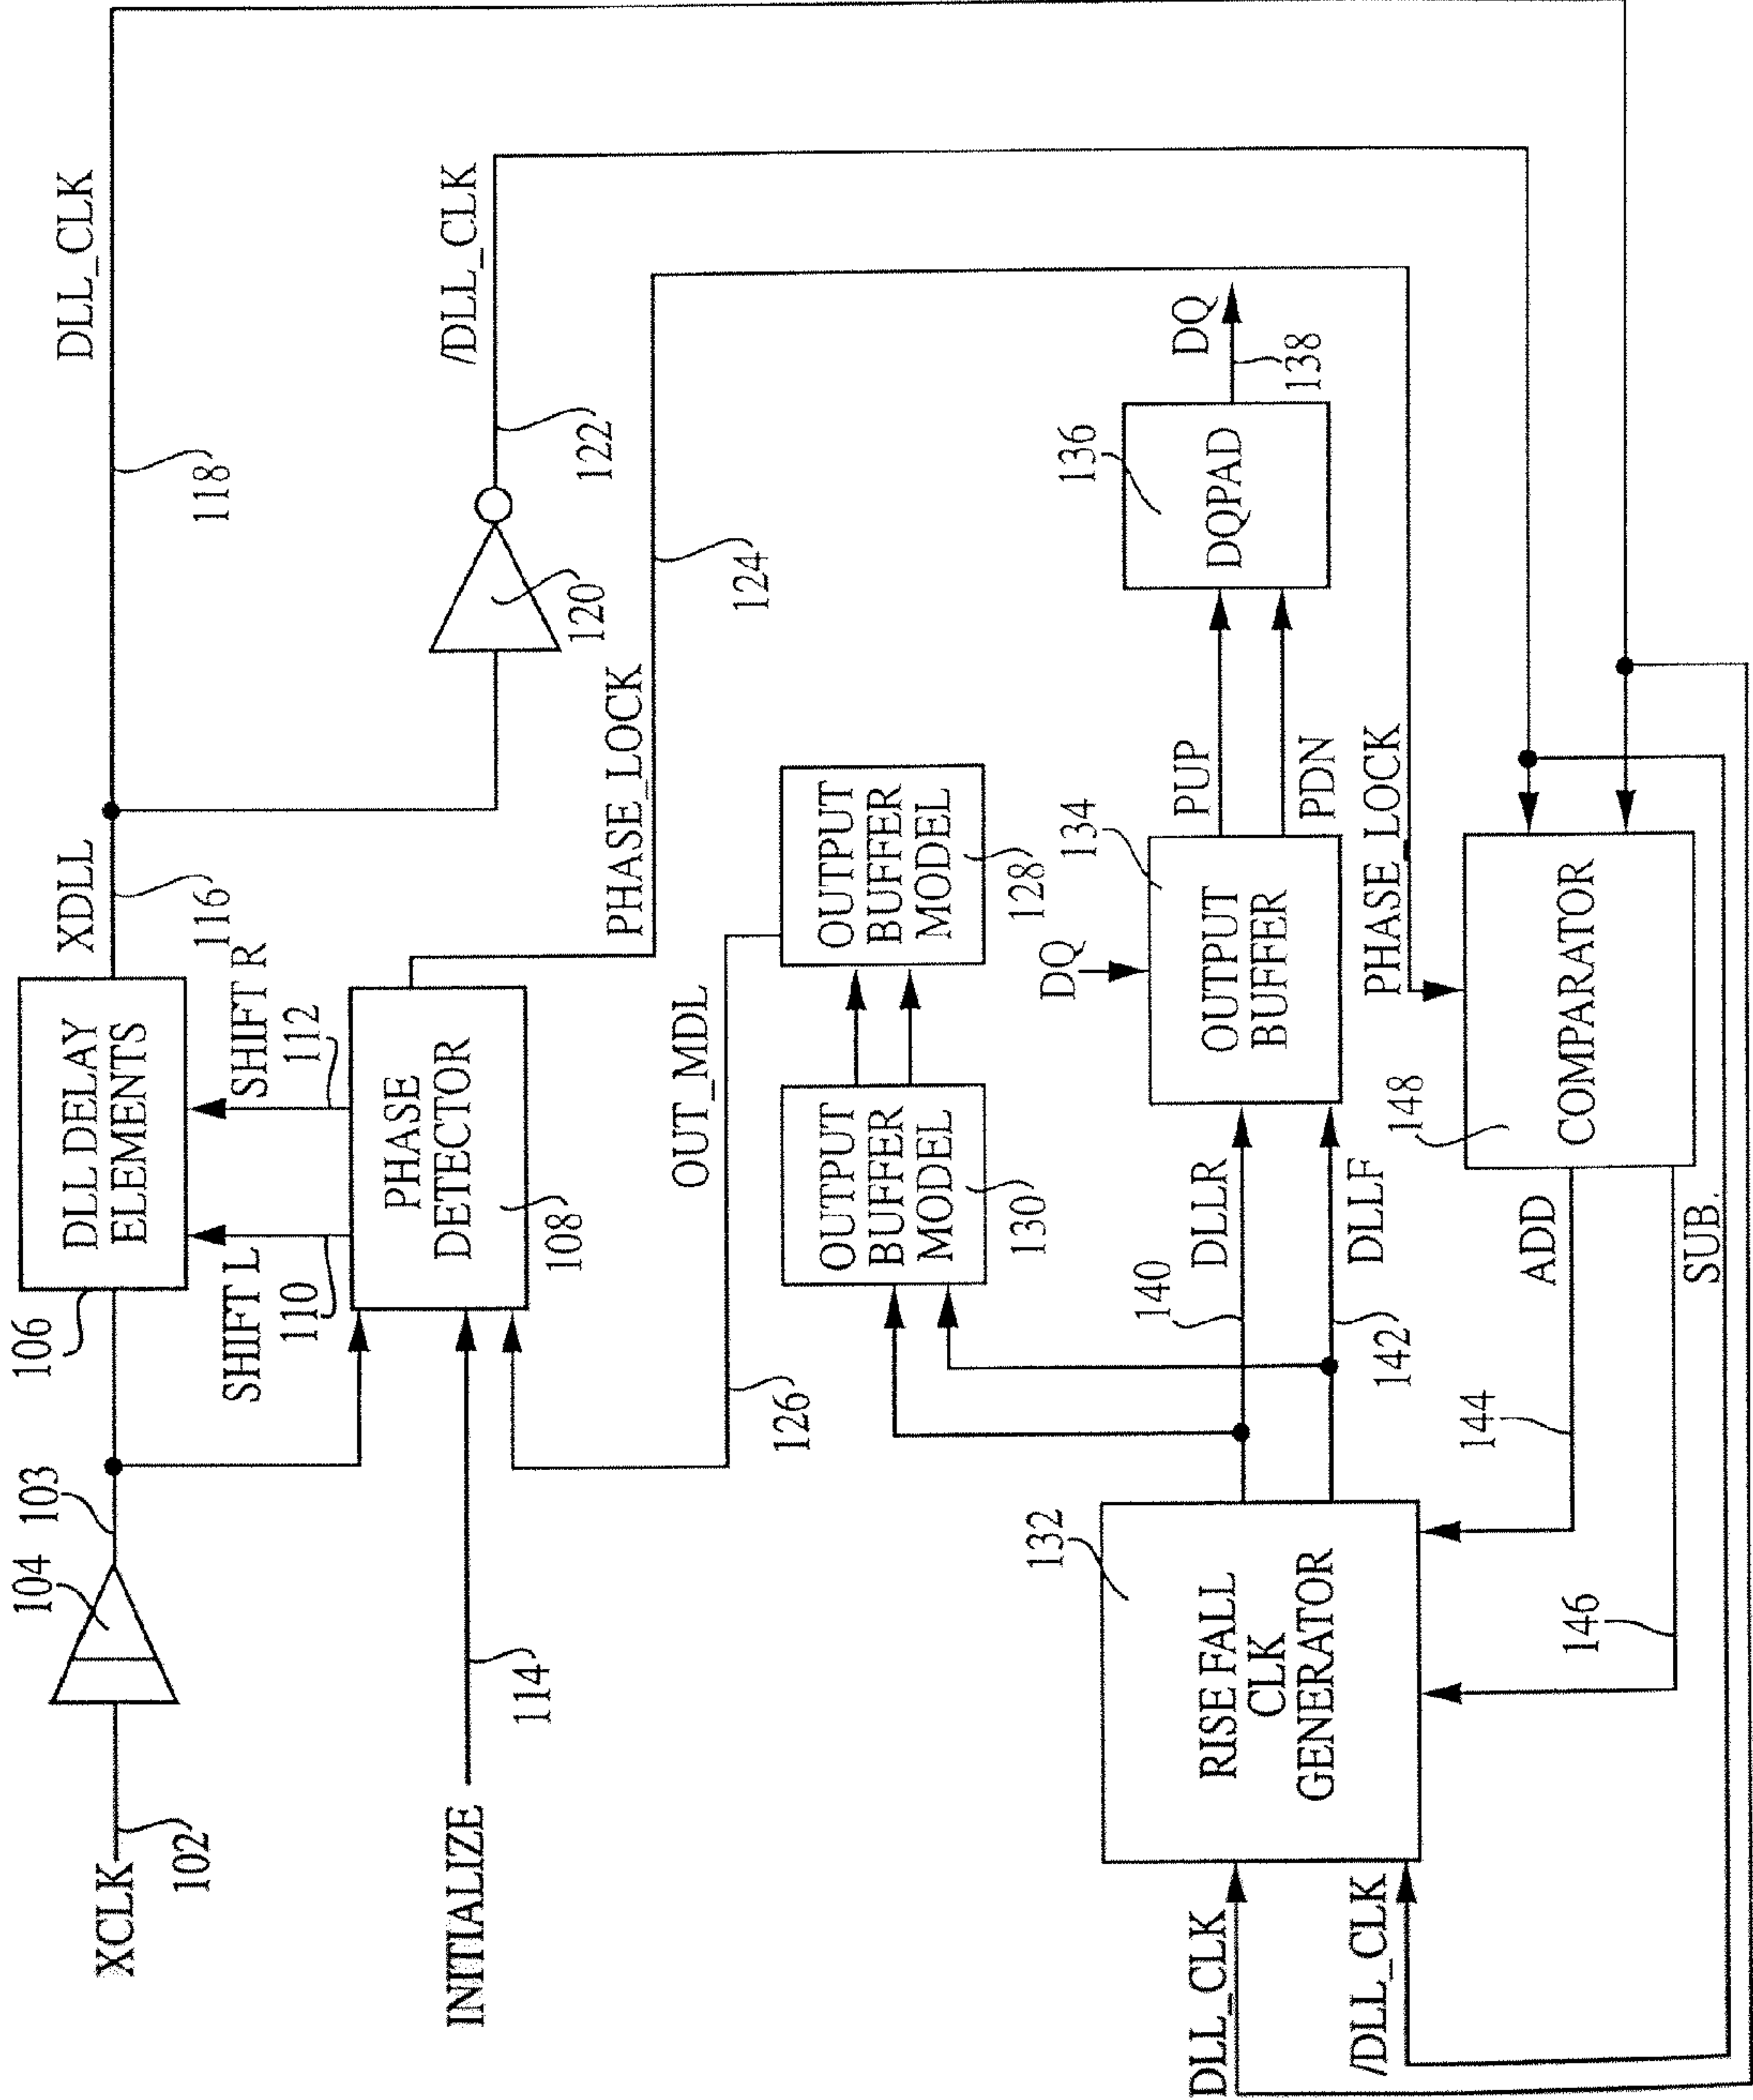 XCLK
102
104
103
106
DLL DELAY
ELEMENTS
XDLL
116
DLL_CLK
118
SHIFT L
110
SHIFT R
112
PHASE
DETECTOR
108
INITIALIZE
114
120
/DLL_CLK
122
PHASE_LOCK
124
OUT_MDL
126
OUTPUT
BUFFER
MODEL
128
OUTPUT
BUFFER
MODEL
130
DLL_CLK
/DLL_CLK
132
RISE FALL
CLK
GENERATOR
140
DLLR
142
DLLF
DQ
134
OUTPUT
BUFFER
PUP
PDN
136
DQPAD
DQ
138
PHASE_LOCK
148
COMPARATOR
ADD
144
SUB.
146